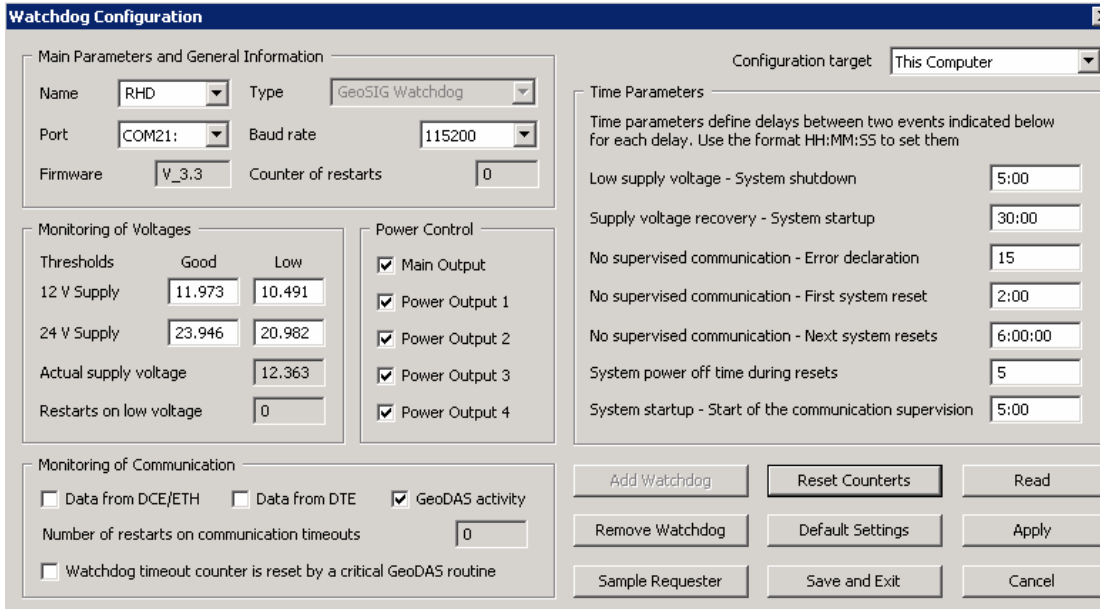 Watchdog Configuration
Main Parameters and General Information
Name RHD Type GeoSIG Watchdog
Port COM21: Baud rate 115200
Firmware V_3.3 Counter of restarts 0
Configuration target This Computer
Time Parameters
Time parameters define delays between two events indicated below
for each delay. Use the format HH:MM:SS to set them
Low supply voltage - System shutdown 5:00
Supply voltage recovery - System startup 30:00
No supervised communication - Error declaration 15
No supervised communication - First system reset 2:00
No supervised communication - Next system resets 6:00:00
System power off time during resets 5
System startup - Start of the communication supervision 5:00
Monitoring of Voltages
Thresholds Good Low
12 V Supply 11.973 10.491
24 V Supply 23.946 20.982
Actual supply voltage 12.363
Restarts on low voltage 0
Power Control
Main Output
Power Output 1
Power Output 2
Power Output 3
Power Output 4
Monitoring of Communication
Data from DCE/ETH Data from DTE GeoDAS activity
Number of restarts on communication timeouts 0
Watchdog timeout counter is reset by a critical GeoDAS routine
Add Watchdog Reset Counterts Read
Remove Watchdog Default Settings Apply
Sample Requester Save and Exit Cancel